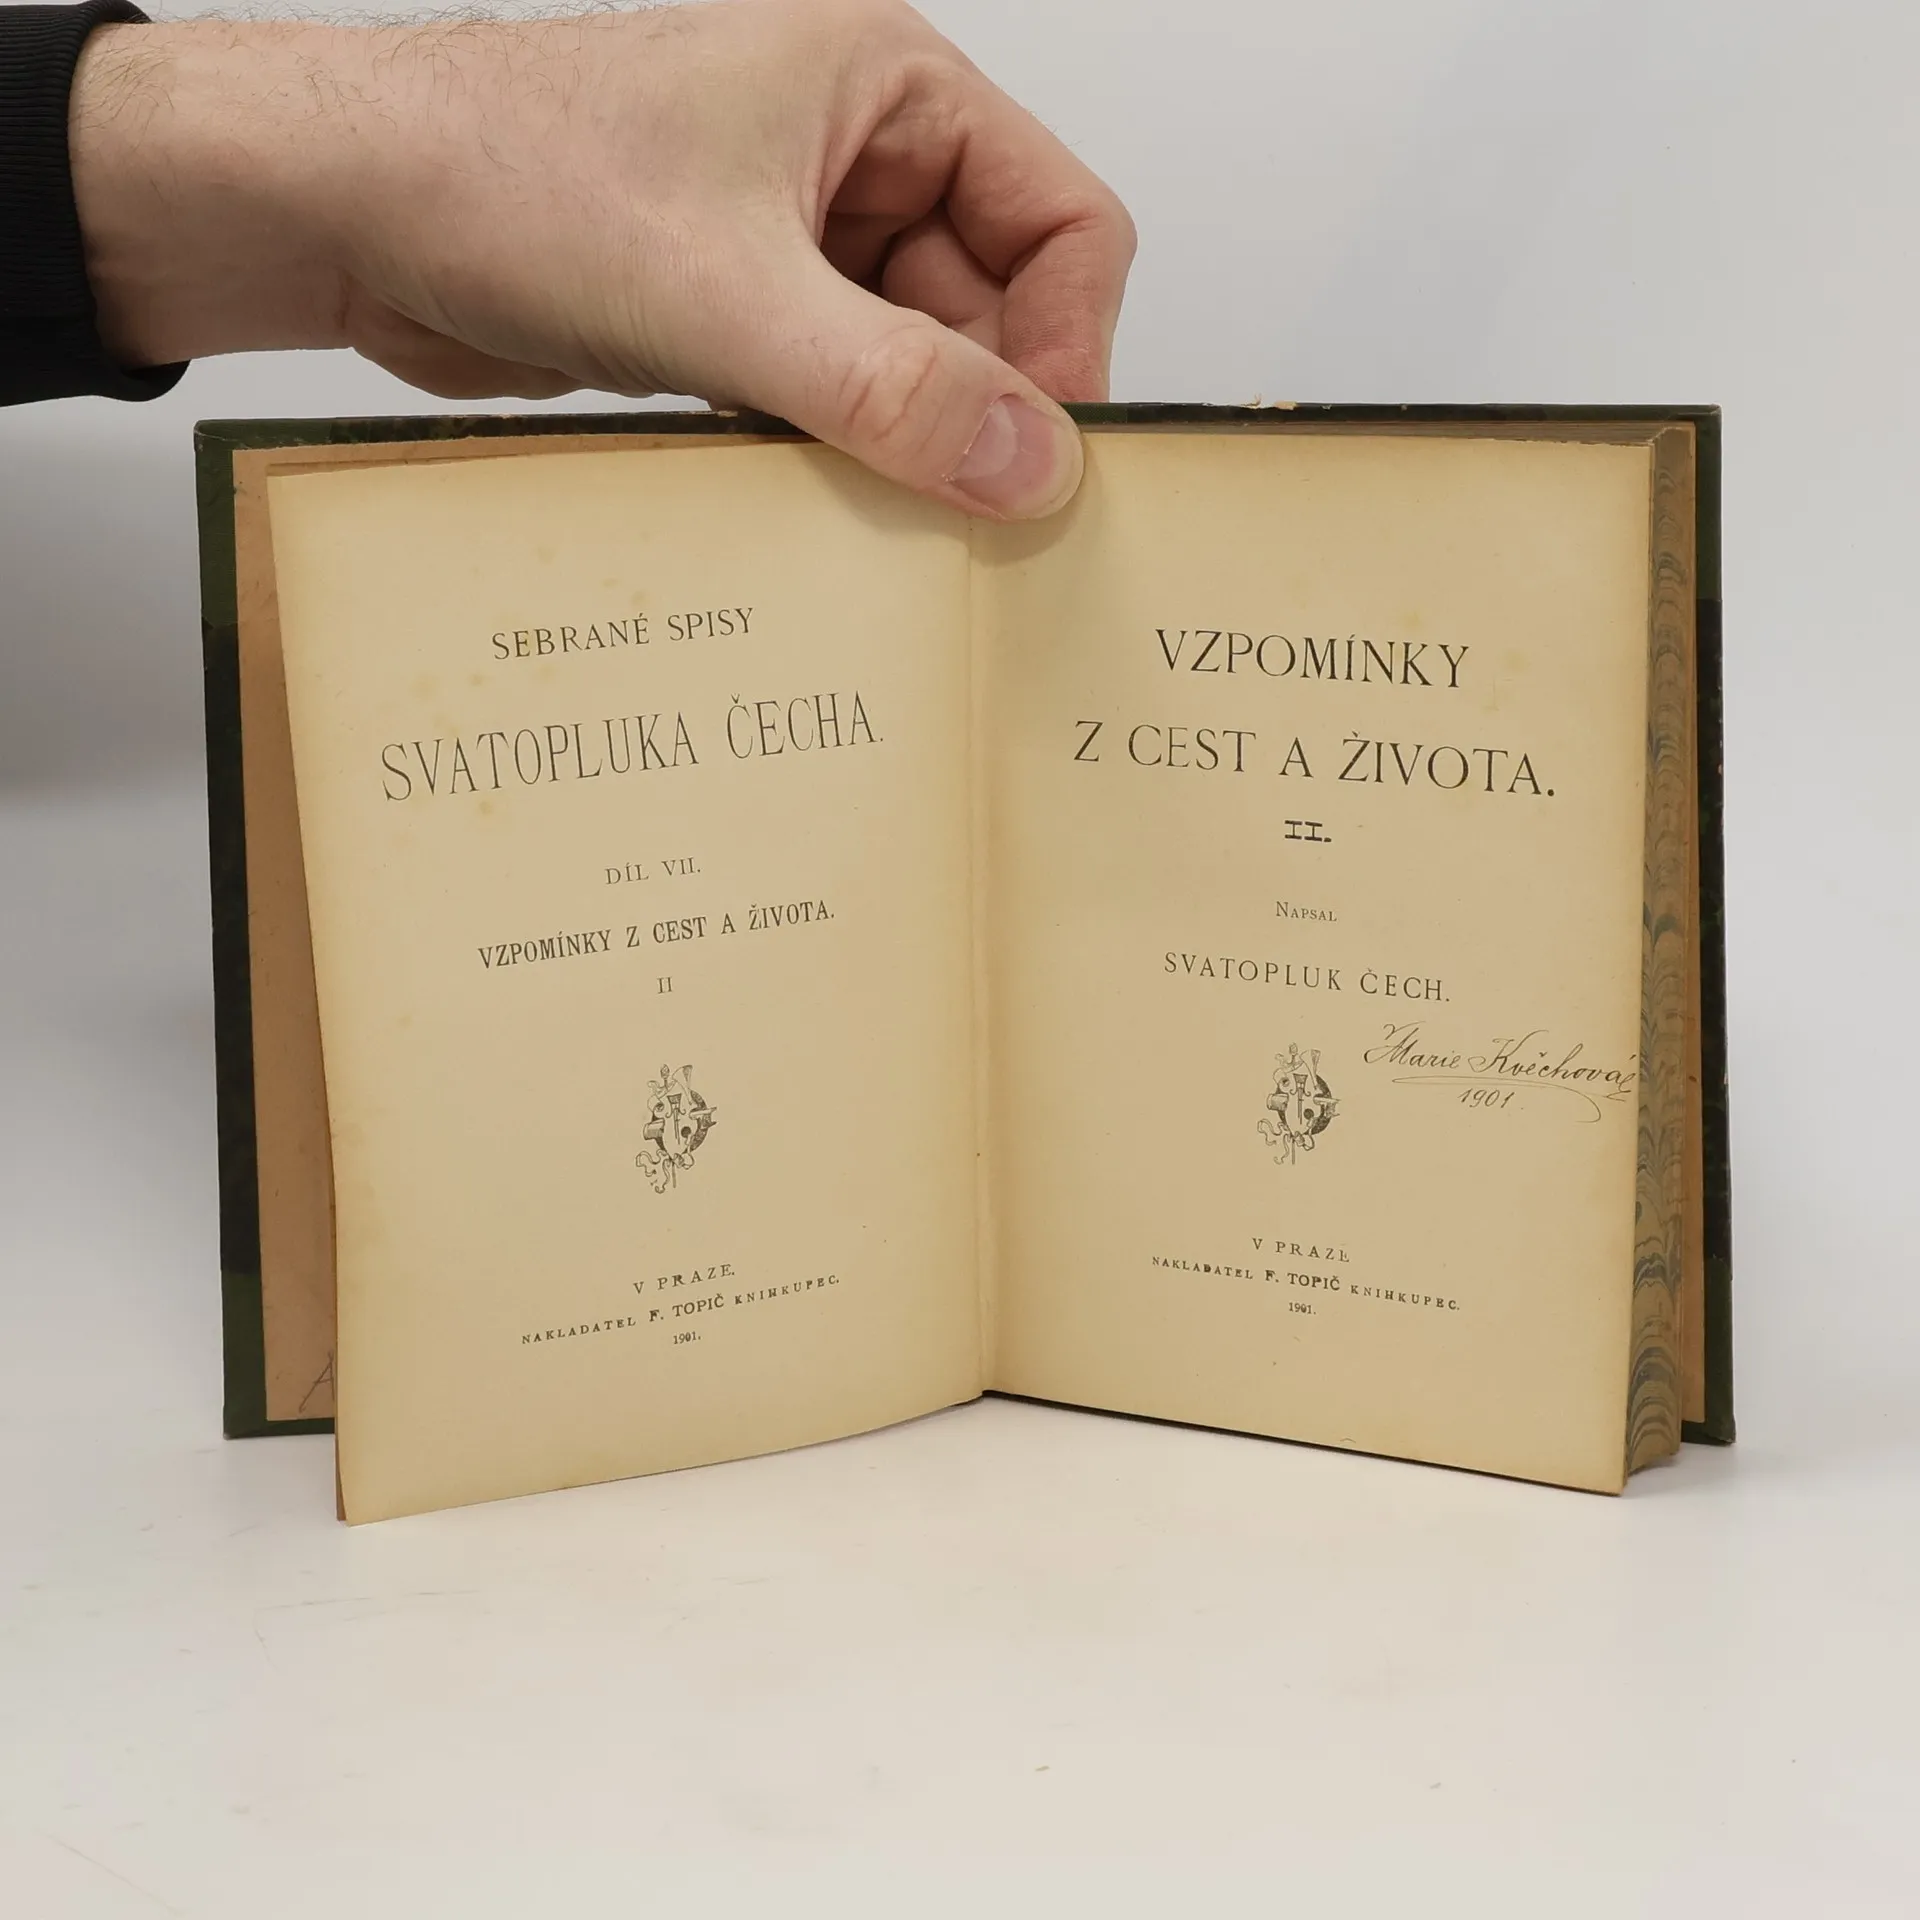 SEBRANÉ SPISY
SVATOPLUKA ČECHA.
DÍL VII.
VZPOMÍNKY Z CEST A ŽIVOTA.
II
V PRAZE.
NAKLADATEL F. TOPIČ KNIHKUPEC.
1901.
VZPOMÍNKY
Z CEST A ŽIVOTA.
II.
NAPSAL
SVATOPLUK ČECH.
Marie Kvěchová
1901.
V PRAZE
NAKLADATEL F. TOPIČ KNIHKUPEC.
1901.